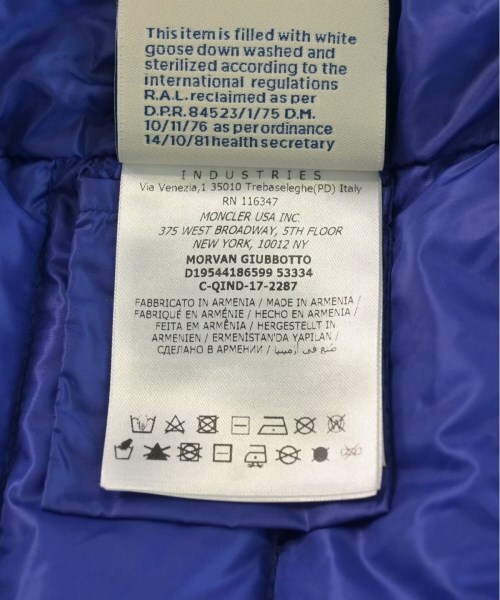 This item is filled with white
goose down washed and
sterilized according to the
international regulations
R.A.L. reclaimed as per
D.P.R. 84523/1/75 D.M.
10/11/76 as per ordinance
14/10/81 health secretary
INDUSTRIES
Via Venezia,1 35010 Trebaseleghe(PD) Italy
RN 116347
MONCLER USA INC.
375 WEST BROADWAY, 5TH FLOOR
NEW YORK, 10012 NY
MORVAN GIUBBOTTO
D19544186599 53334
C-QIND-17-2287
FABBRICATO IN ARMENIA / MADE IN ARMENIA /
FABRIQUÉ EN ARMÉNIE / HECHO EN ARMENIA /
FEITA EM ARMÊNIA / HERGESTELLT IN
ARMENIEN / ERMENİSTAN'DA YAPILAN /
СДЕЛАНО В АРМЕНИИ / صنع في أرمينيا